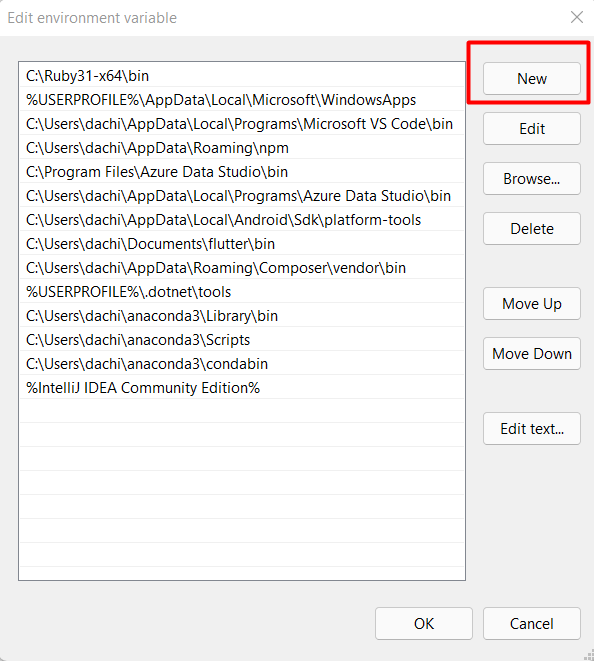 Edit environment variable
C:\Ruby31-x64\bin
%USERPROFILE%\AppData\Local\Microsoft\WindowsApps
C:\Users\dachi\AppData\Local\Programs\Microsoft VS Code\bin
C:\Users\dachi\AppData\Roaming\npm
C:\Program Files\Azure Data Studio\bin
C:\Users\dachi\AppData\Local\Programs\Azure Data Studio\bin
C:\Users\dachi\AppData\Local\Android\Sdk\platform-tools
C:\Users\dachi\Documents\flutter\bin
C:\Users\dachi\AppData\Roaming\Composer\vendor\bin
%USERPROFILE%\.dotnet\tools
C:\Users\dachi\anaconda3\Library\bin
C:\Users\dachi\anaconda3\Scripts
C:\Users\dachi\anaconda3\condabin
%IntelliJ IDEA Community Edition%
New
Edit
Browse...
Delete
Move Up
Move Down
Edit text...
OK
Cancel